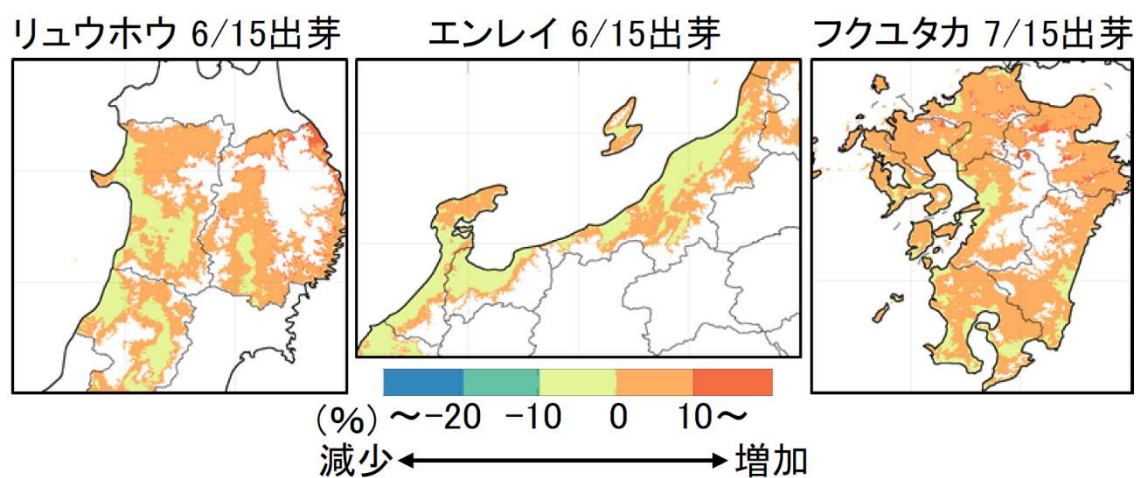 リュウホウ 6/15出芽
エンレイ 6/15出芽
フクユタカ 7/15出芽
(%) ～-20 -10 0 10～
減少 増加